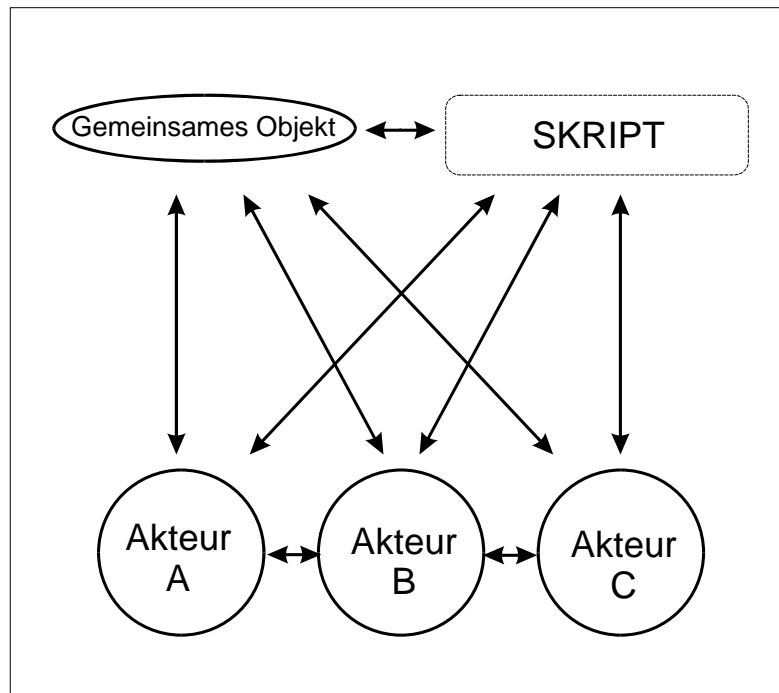 Gemeinsames Objekt
SKRIPT
Akteur
A
Akteur
B
Akteur
C